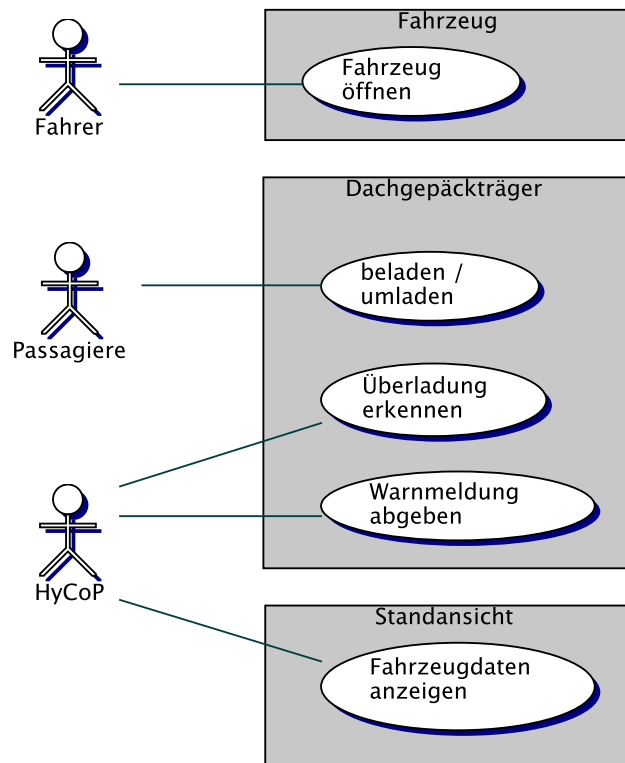 Fahrzeug
Fahrzeug
öffnen
Fahrer
Dachgepäckträger
beladen /
umladen
Passagiere
Überladung
erkennen
Warnmeldung
abgeben
HyCoP
Standansicht
Fahrzeugdaten
anzeigen